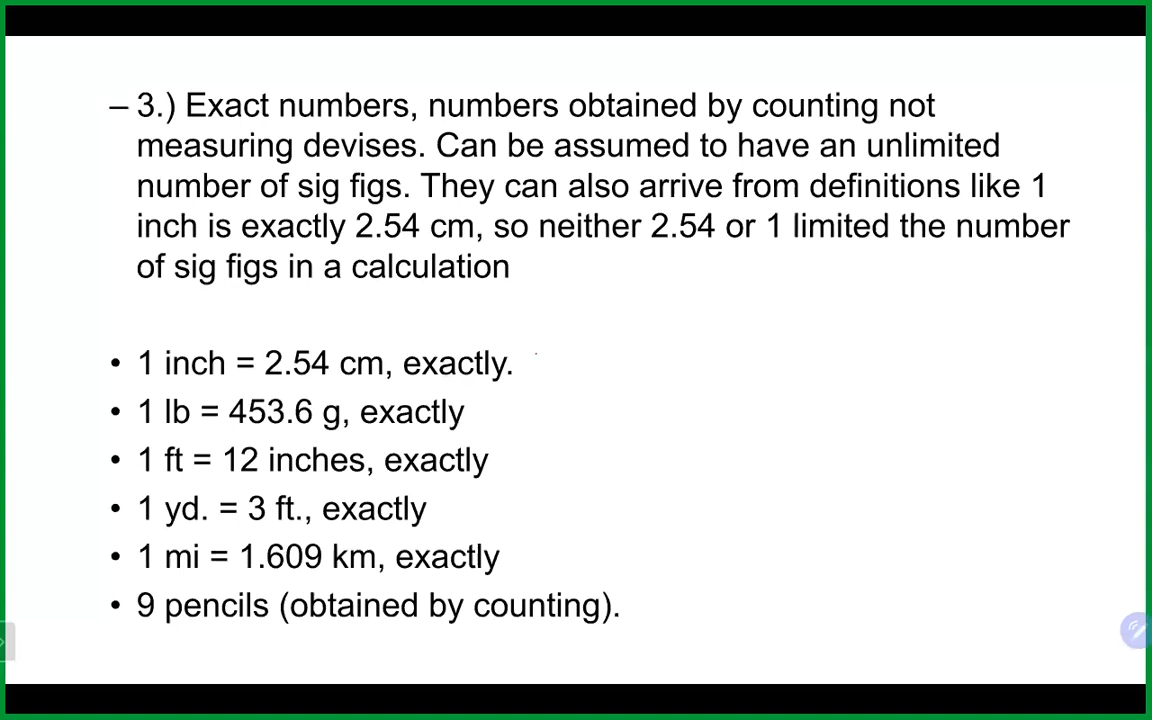 – 3.) Exact numbers, numbers obtained by counting not
measuring devises. Can be assumed to have an unlimited
number of sig figs. They can also arrive from definitions like 1
inch is exactly 2.54 cm, so neither 2.54 or 1 limited the number
of sig figs in a calculation
• 1 inch = 2.54 cm, exactly.
• 1 lb = 453.6 g, exactly
• 1 ft = 12 inches, exactly
• 1 yd. = 3 ft., exactly
• 1 mi = 1.609 km, exactly
• 9 pencils (obtained by counting).